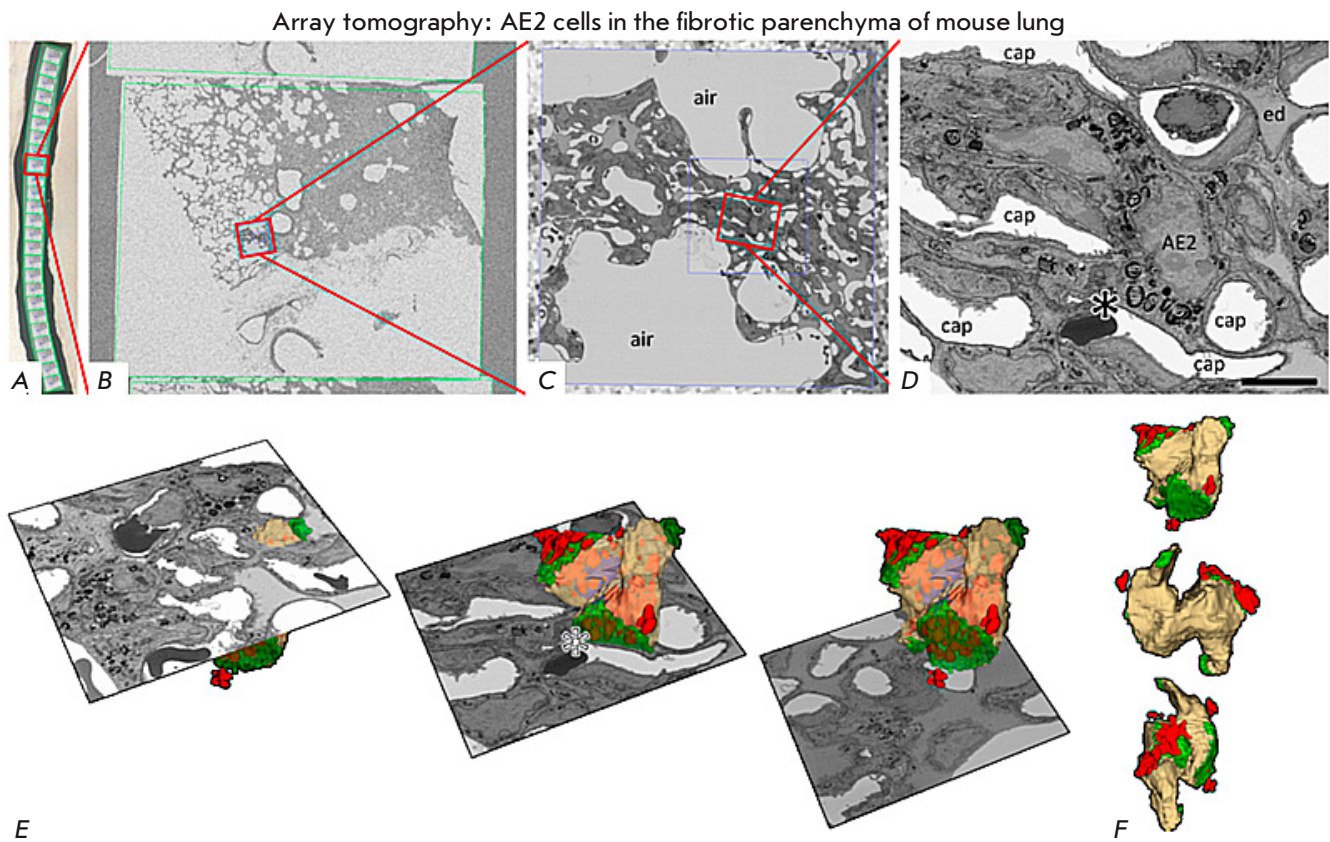 Array tomography: AE2 cells in the fibrotic parenchyma of mouse lung
A
B
air
air
C
cap
ed
cap
AE2
*
cap
cap
cap
D
*
E
F